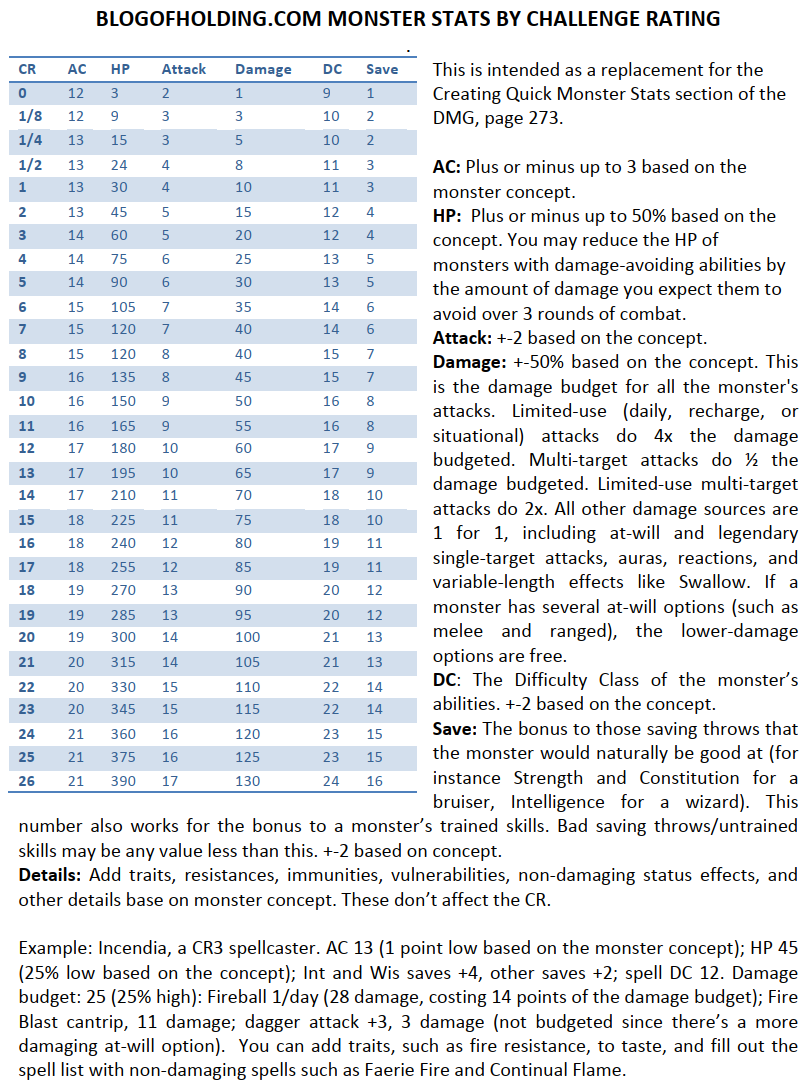 BLOGOFHOLDING.COM MONSTER STATS BY CHALLENGE RATING
.
CR AC HP Attack Damage DC Save
0 12 3 2 1 9 1
1/8 12 9 3 3 10 2
1/4 13 15 3 5 10 2
1/2 13 24 4 8 11 3
1 13 30 4 10 11 3
2 13 45 5 15 12 4
3 14 60 5 20 12 4
4 14 75 6 25 13 5
5 14 90 6 30 13 5
6 15 105 7 35 14 6
7 15 120 7 40 14 6
8 15 120 8 40 15 7
9 16 135 8 45 15 7
10 16 150 9 50 16 8
11 16 165 9 55 16 8
12 17 180 10 60 17 9
13 17 195 10 65 17 9
14 17 210 11 70 18 10
15 18 225 11 75 18 10
16 18 240 12 80 19 11
17 18 255 12 85 19 11
18 19 270 13 90 20 12
19 19 285 13 95 20 12
20 19 300 14 100 21 13
21 20 315 14 105 21 13
22 20 330 15 110 22 14
23 20 345 15 115 22 14
24 21 360 16 120 23 15
25 21 375 16 125 23 15
26 21 390 17 130 24 16
This is intended as a replacement for the
Creating Quick Monster Stats section of the
DMG, page 273.
AC: Plus or minus up to 3 based on the
monster concept.
HP: Plus or minus up to 50% based on the
concept. You may reduce the HP of
monsters with damage-avoiding abilities by
the amount of damage you expect them to
avoid over 3 rounds of combat.
Attack: +-2 based on the concept.
Damage: +-50% based on the concept. This
is the damage budget for all the monster's
attacks. Limited-use (daily, recharge, or
situational) attacks do 4x the damage
budgeted. Multi-target attacks do ½ the
damage budgeted. Limited-use multi-target
attacks do 2x. All other damage sources are
1 for 1, including at-will and legendary
single-target attacks, auras, reactions, and
variable-length effects like Swallow. If a
monster has several at-will options (such as
melee and ranged), the lower-damage
options are free.
DC: The Difficulty Class of the monster's
abilities. +-2 based on the concept.
Save: The bonus to those saving throws that
the monster would naturally be good at (for
instance Strength and Constitution for a
bruiser, Intelligence for a wizard). This
number also works for the bonus to a monster's trained skills. Bad saving throws/untrained
skills may be any value less than this. +-2 based on concept.
Details: Add traits, resistances, immunities, vulnerabilities, non-damaging status effects, and
other details base on monster concept. These don't affect the CR.
Example: Incendia, a CR3 spellcaster. AC 13 (1 point low based on the monster concept); HP 45
(25% low based on the concept); Int and Wis saves +4, other saves +2; spell DC 12. Damage
budget: 25 (25% high): Fireball 1/day (28 damage, costing 14 points of the damage budget); Fire
Blast cantrip, 11 damage; dagger attack +3, 3 damage (not budgeted since there's a more
damaging at-will option). You can add traits, such as fire resistance, to taste, and fill out the
spell list with non-damaging spells such as Faerie Fire and Continual Flame.